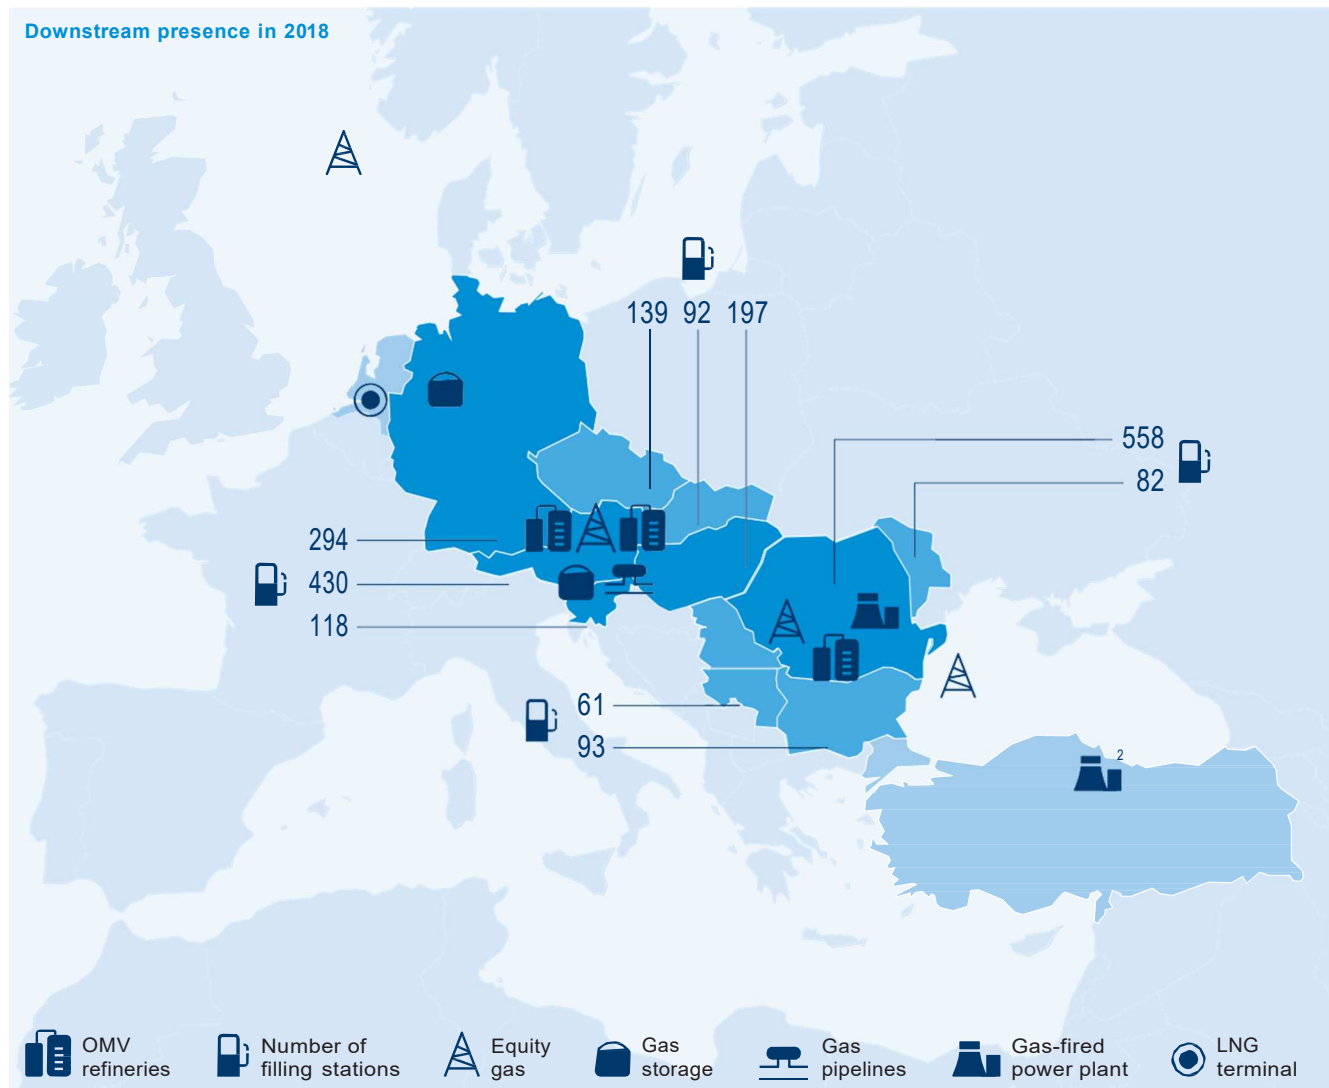 Downstream presence in 2018
139 92 197
558
82
294
430
118
61
93
2
OMV
refineries
Number of
filling stations
Equity
gas
Gas
storage
Gas
pipelines
Gas-fired
power plant
LNG
terminal